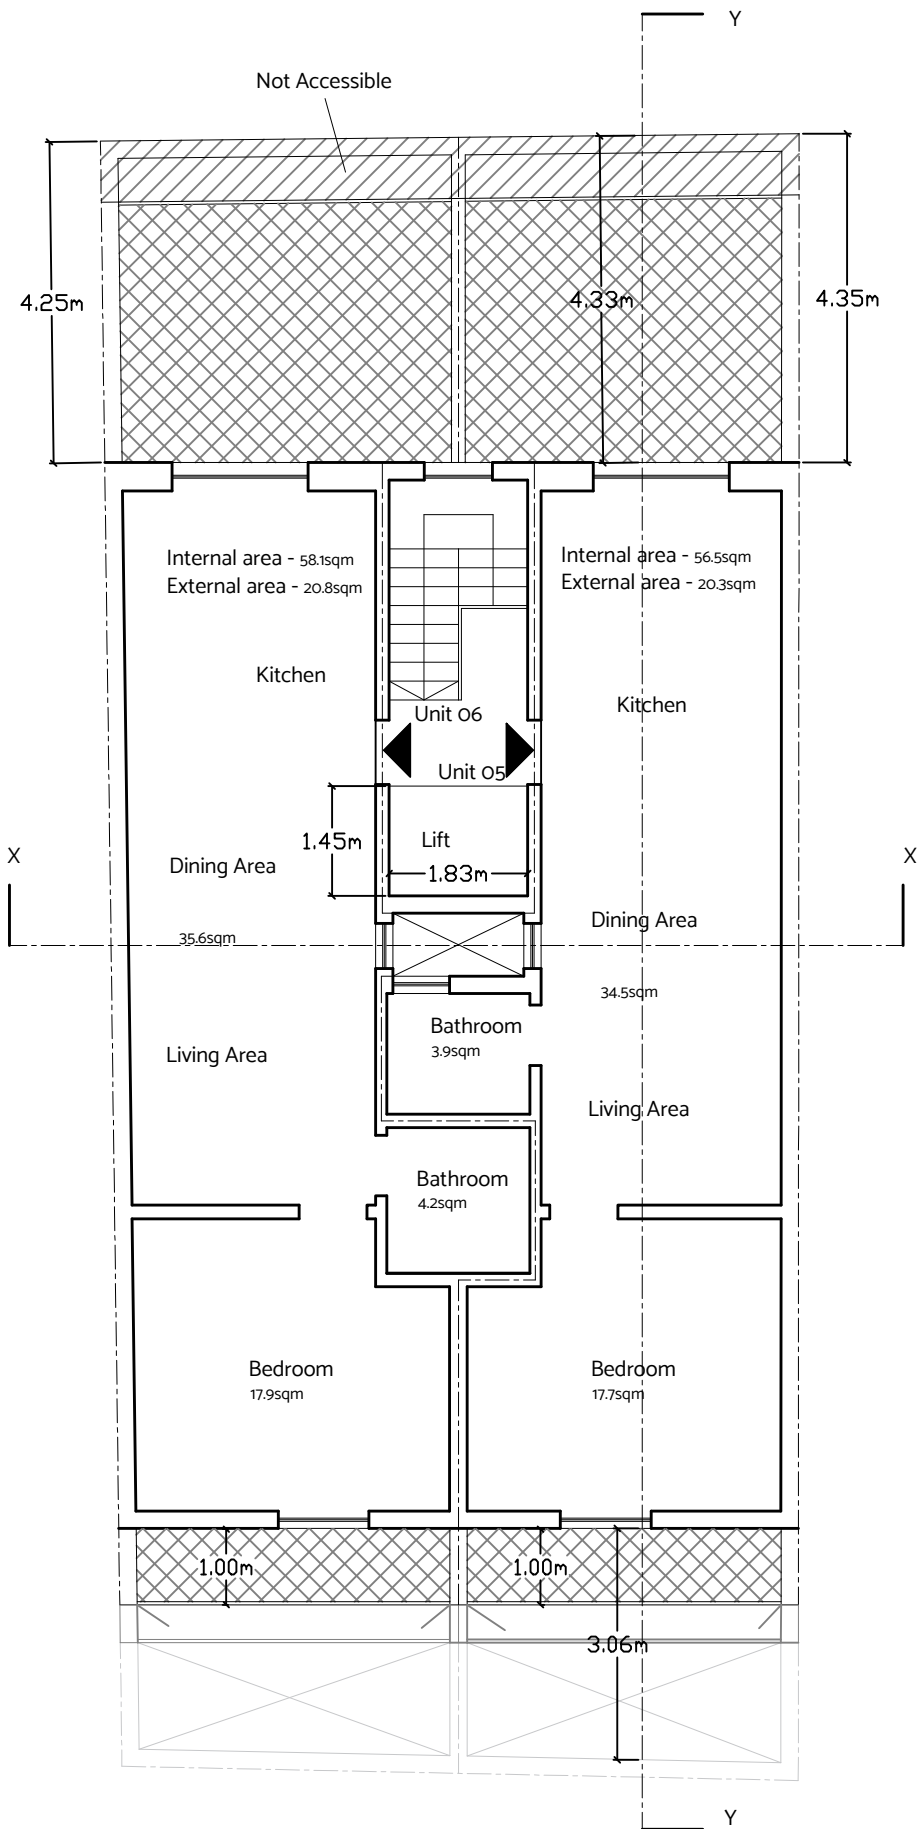 Y
Not Accessible
4.25m
4.33m
4.35m
Internal area - 58.1sqm
External area - 20.8sqm
Internal area - 56.5sqm
External area - 20.3sqm
Kitchen
Kitchen
Unit 06
Unit 05
1.45m
Lift
1.83m
X
X
Dining Area
35.6sqm
Dining Area
34.5sqm
Bathroom
3.9sqm
Living Area
Living Area
Bathroom
4.2sqm
Bedroom
17.9sqm
Bedroom
17.7sqm
1.00m
1.00m
3.06m
Y